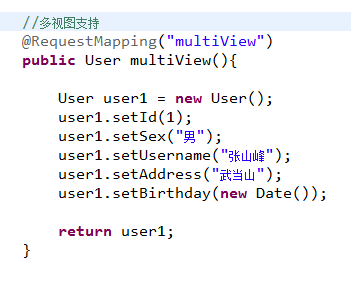 //多视图支持
@RequestMapping("multiView")
public User multiView(){
User user1 = new User();
user1.setId(1);
user1.setSex("男");
user1.setUsername("张山峰");
user1.setAddress("武当山");
user1.setBirthday(new Date());
return user1;
}